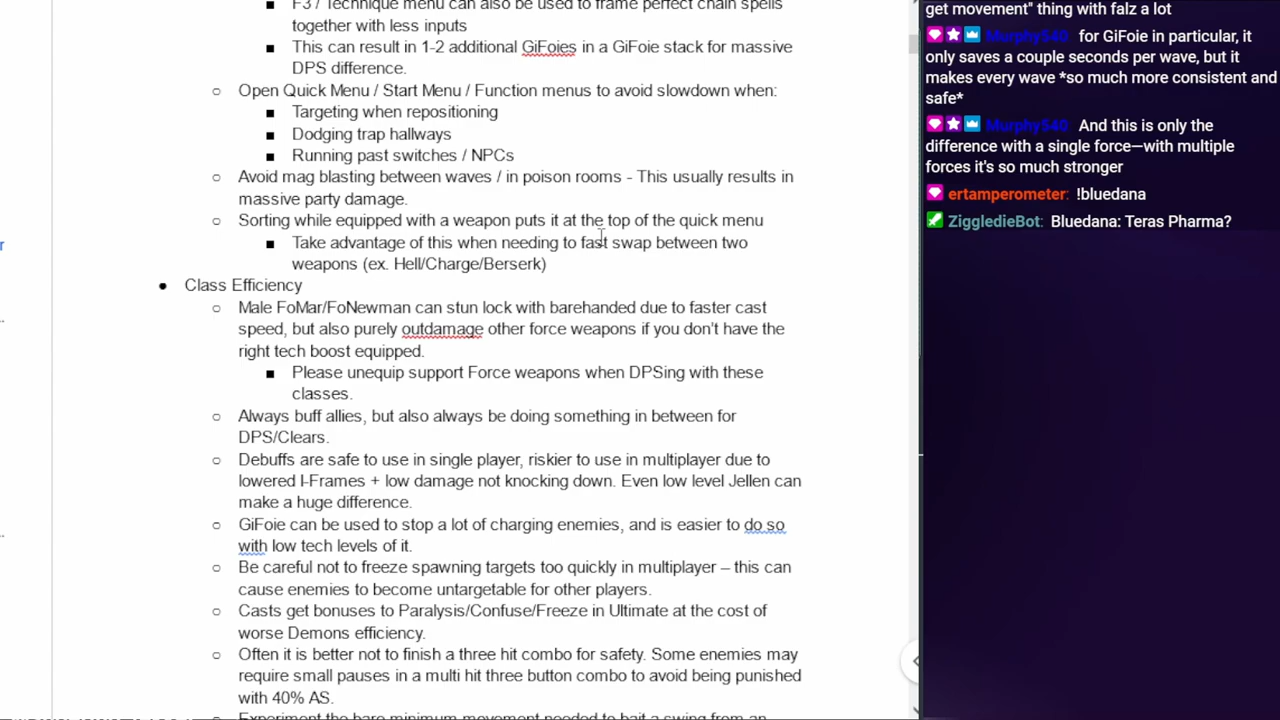 F3 / Technique menu can also be used to frame perfect chain spells
together with less inputs
This can result in 1-2 additional GiFoies in a GiFoie stack for massive
DPS difference.
Open Quick Menu / Start Menu / Function menus to avoid slowdown when:
Targeting when repositioning
Dodging trap hallways
Running past switches / NPCs
Avoid mag blasting between waves / in poison rooms - This usually results in
massive party damage.
Sorting while equipped with a weapon puts it at the top of the quick menu
Take advantage of this when needing to fast swap between two
weapons (ex. Hell/Charge/Berserk)
Class Efficiency
Male FoMar/FoNewman can stun lock with barehanded due to faster cast
speed, but also purely outdamage other force weapons if you don't have the
right tech boost equipped.
Please unequip support Force weapons when DPSing with these
classes.
Always buff allies, but also always be doing something in between for
DPS/Clears.
Debuffs are safe to use in single player, riskier to use in multiplayer due to
lowered I-Frames + low damage not knocking down. Even low level Jellen can
make a huge difference.
GiFoie can be used to stop a lot of charging enemies, and is easier to do so
with low tech levels of it.
Be careful not to freeze spawning targets too quickly in multiplayer – this can
cause enemies to become untargetable for other players.
Casts get bonuses to Paralysis/Confuse/Freeze in Ultimate at the cost of
worse Demons efficiency.
Often it is better not to finish a three hit combo for safety. Some enemies may
require small pauses in a multi hit three button combo to avoid being punished
with 40% AS.
Experiment the bare minimum movement needed to bait a swing from an
get movement" thing with falz a lot
Murphy540 for GiFoie in particular, it
only saves a couple seconds per wave, but it
makes every wave *so much more consistent and
safe*
Murphy540 And this is only the
difference with a single force—with multiple
forces it's so much stronger
ertamperometer: !bluedana
ZiggledieBot: Bluedana: Teras Pharma?